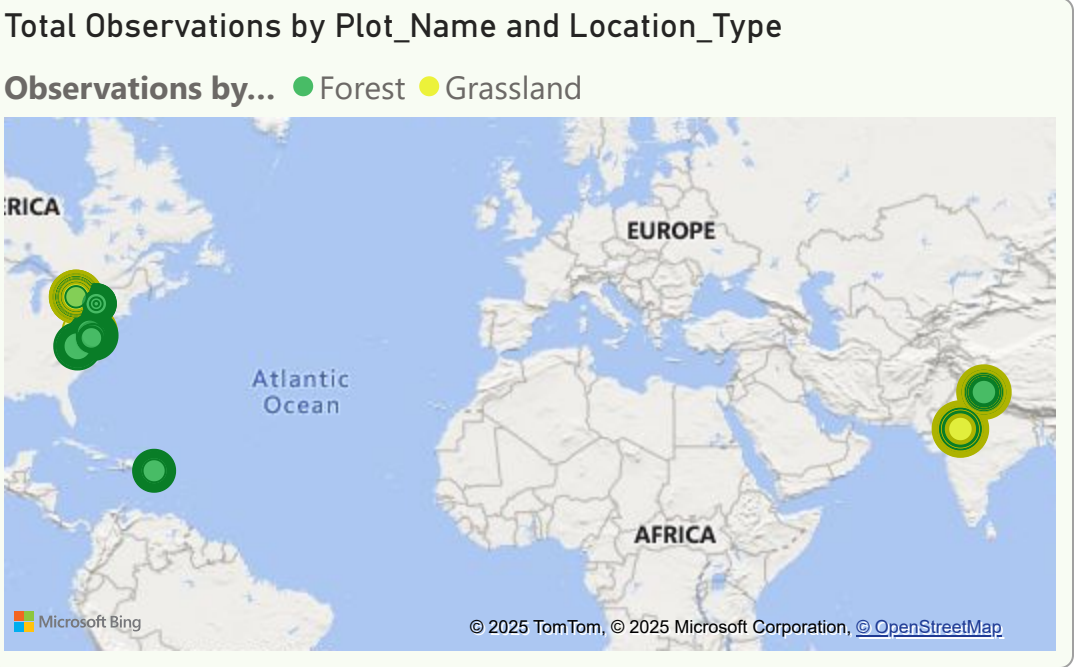 Total Observations by Plot_Name and Location_Type
Observations by... Forest Grassland
ERICA
EUROPE
Atlantic
Ocean
AFRICA
Microsoft Bing
© 2025 TomTom, © 2025 Microsoft Corporation, © OpenStreetMap